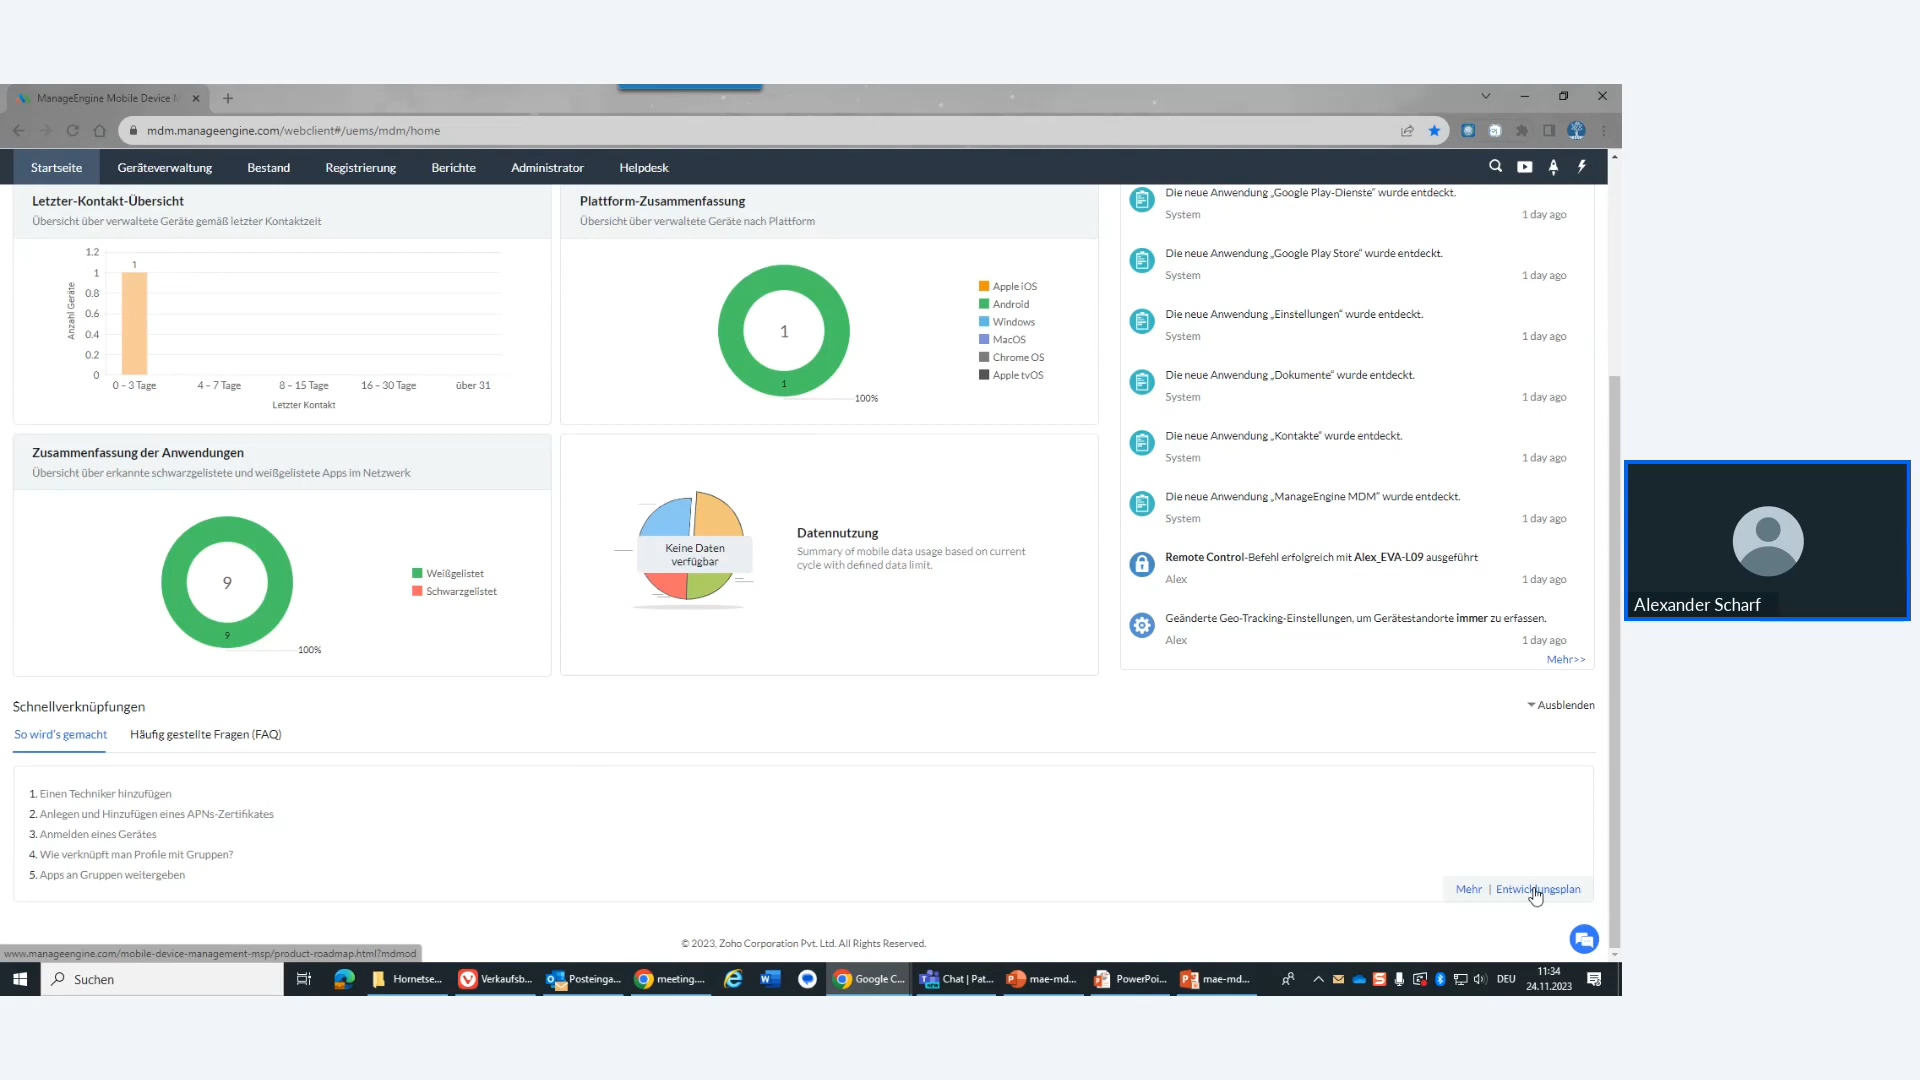 ManageEngine Mobile Device M
mdm.manageengine.com/webclient#/uems/mdm/home
Startseite Geräteverwaltung Bestand Registrierung Berichte Administrator Helpdesk
Letzter-Kontakt-Übersicht
Übersicht über verwaltete Geräte gemäß letzter Kontaktzeit
1.2
1
0.8
0.6
0.4
0.2
0
Anzahl Geräte
1
0 – 3 Tage 4 – 7 Tage 8 – 15 Tage 16 – 30 Tage über 31
Letzter Kontakt
Plattform-Zusammenfassung
Übersicht über verwaltete Geräte nach Plattform
1
1
100%
Apple iOS
Android
Windows
MacOS
Chrome OS
Apple tvOS
Zusammenfassung der Anwendungen
Übersicht über erkannte schwarzgelistete und weißgelistete Apps im Netzwerk
9
9
100%
Weißgelistet
Schwarzgelistet
Keine Daten
verfügbar
Datennutzung
Summary of mobile data usage based on current
cycle with defined data limit.
Die neue Anwendung „Google Play-Dienste“ wurde entdeckt.
System 1 day ago
Die neue Anwendung „Google Play Store“ wurde entdeckt.
System 1 day ago
Die neue Anwendung „Einstellungen“ wurde entdeckt.
System 1 day ago
Die neue Anwendung „Dokumente“ wurde entdeckt.
System 1 day ago
Die neue Anwendung „Kontakte“ wurde entdeckt.
System 1 day ago
Die neue Anwendung „ManageEngine MDM“ wurde entdeckt.
System 1 day ago
Remote Control-Befehl erfolgreich mit Alex_EVA-L09 ausgeführt
Alex 1 day ago
Geänderte Geo-Tracking-Einstellungen, um Gerätestandorte immer zu erfassen.
Alex 1 day ago
Mehr>>
Schnellverknüpfungen
Ausblenden
So wird's gemacht Häufig gestellte Fragen (FAQ)
1. Einen Techniker hinzufügen
2. Anlegen und Hinzufügen eines APNs-Zertifikates
3. Anmelden eines Gerätes
4. Wie verknüpft man Profile mit Gruppen?
5. Apps an Gruppen weitergeben
Mehr | Entwicklungsplan
© 2023, Zoho Corporation Pvt. Ltd. All Rights Reserved.
www.manageengine.com/mobile-device-management-msp/product-roadmap.html?mdmod
Suchen Hornetse... Verkaufsb... Posteinga... meeting.... Google C... Chat | Pat... mae-md... PowerPoi... mae-md... DEU
11:34
24.11.2023
Alexander Scharf